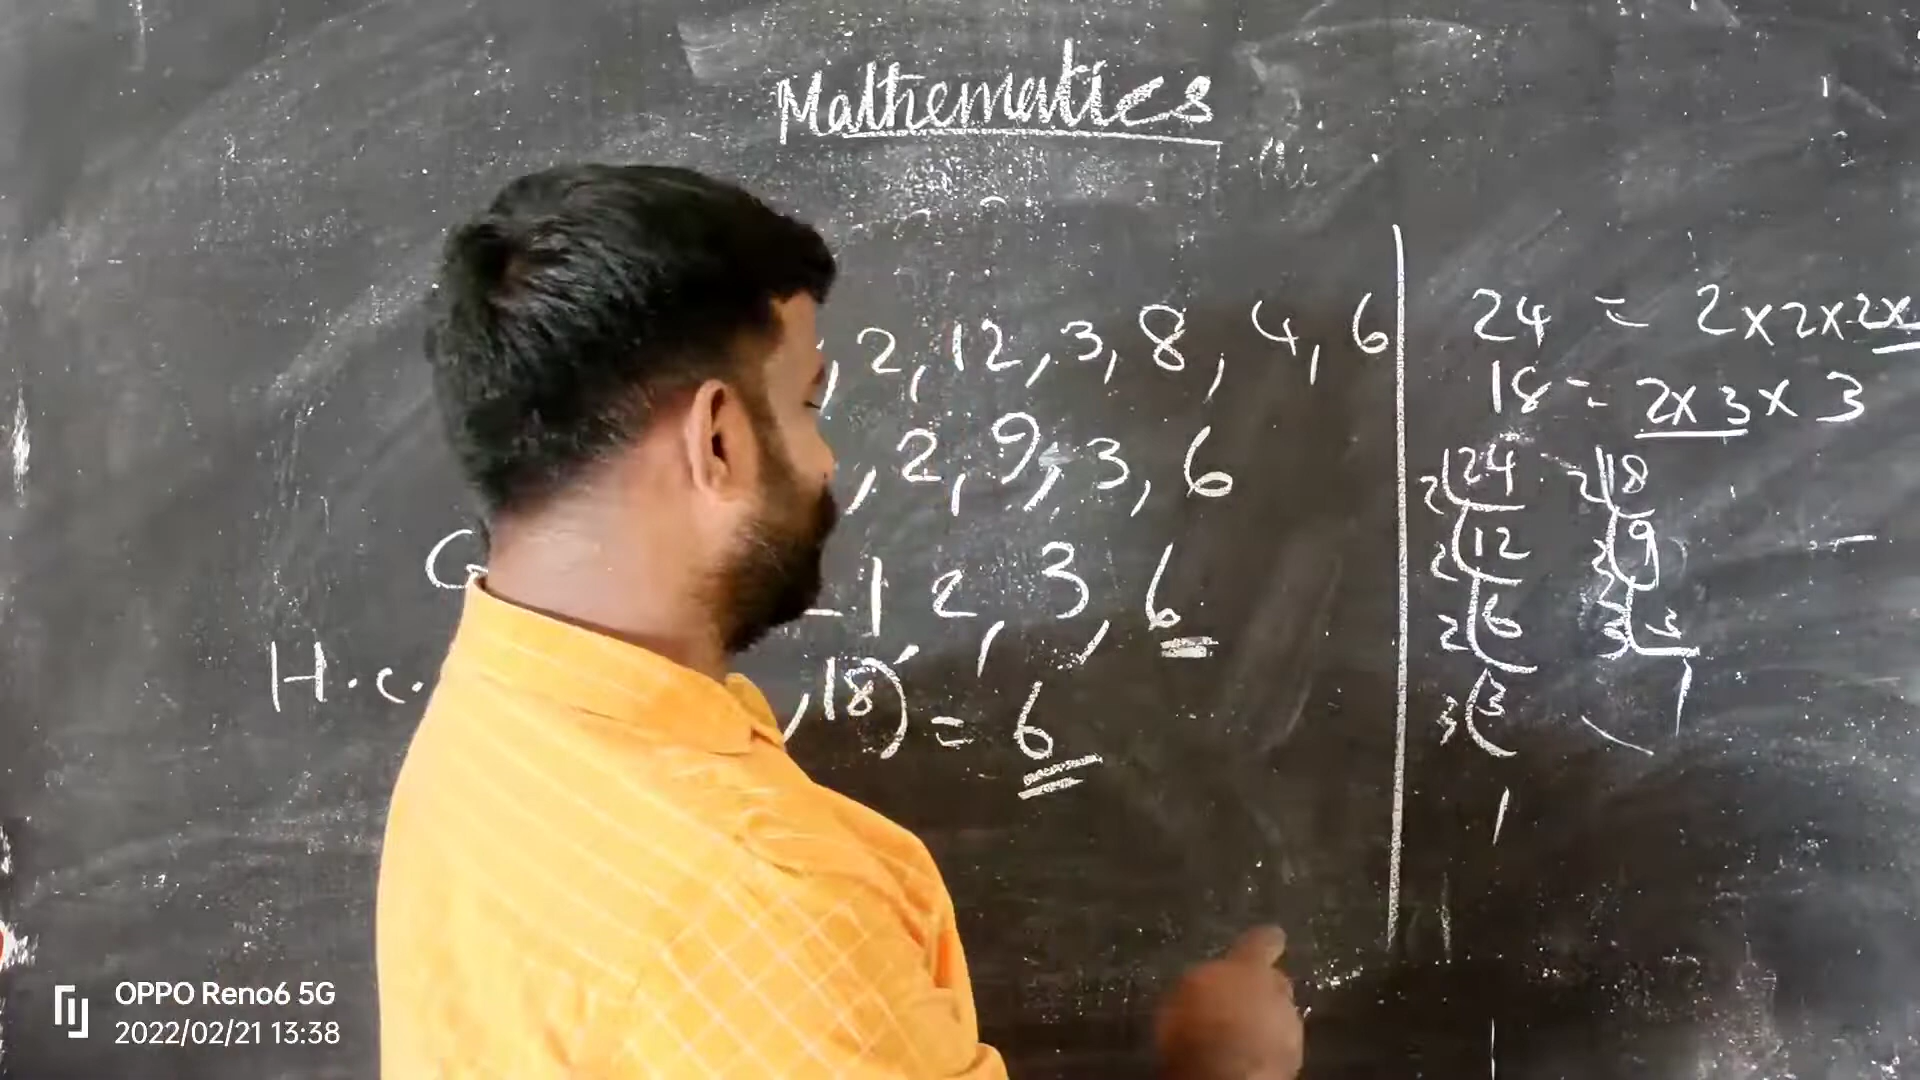 Mathematics
, 2, 12, 3, 8, 4, 6
, 2, 9, 3, 6
1 2, 3, 6
H.c.
, 18) = 6
24 = 2x2x2x
18 = 2x3x3
2 24
2 12
2 6
3 3
1
2 18
3 9
3 3
1
OPPO Reno6 5G
2022/02/21 13:38